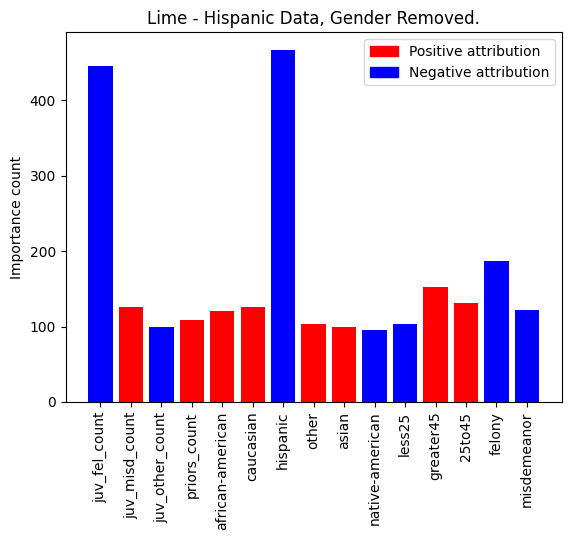 Lime - Hispanic Data, Gender Removed.
Positive attribution
Negative attribution
Importance count
400
300
200
100
0
juv_fel_count
juv_misd_count
juv_other_count
priors_count
african-american
caucasian
hispanic
other
asian
native-american
less25
greater45
25to45
felony
misdemeanor